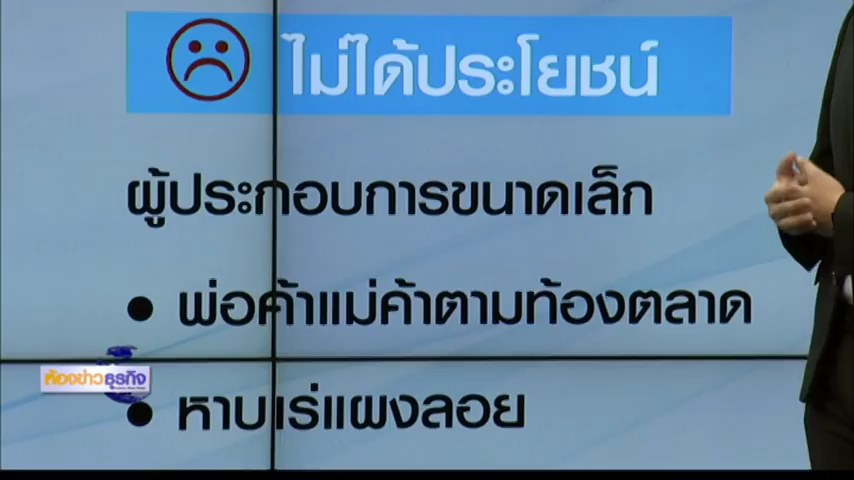 ไม่ได้ประโยชน์
ผู้ประกอบการขนาดเล็ก
• พ่อค้าแม่ค้าตามท้องตลาด
ห้องข่าวธุรกิจ
• หาบเร่แผงลอย